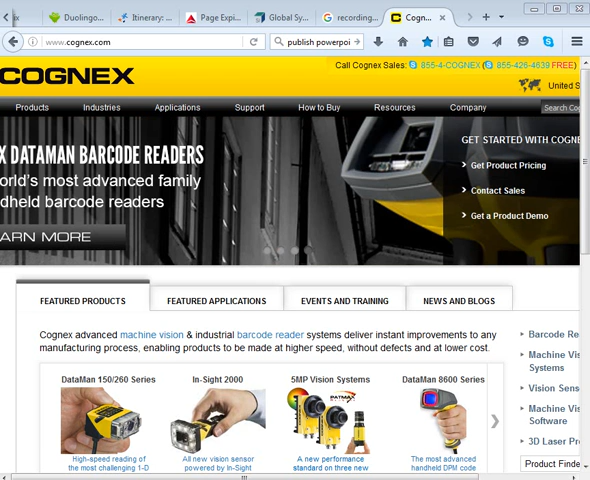 ix
Duolingo...
Itinerary: ...
Page Expi...
Global Sy...
recording...
Cogn...
www.cognex.com
publish powerpoi
Call Cognex Sales: 855-4-COGNEX ( 855-426-4639 FREE)
COGNEX
United S
Products Industries Applications Support How to Buy Resources Company
Search Cog
X DATAMAN BARCODE READERS
orld's most advanced family
dheld barcode readers
ARN MORE
GET STARTED WITH COGNE
Get Product Pricing
Contact Sales
Get a Product Demo
FEATURED PRODUCTS
FEATURED APPLICATIONS
EVENTS AND TRAINING
NEWS AND BLOGS
Cognex advanced machine vision & industrial barcode reader systems deliver instant improvements to any
manufacturing process, enabling products to be made at higher speed, without defects and at lower cost.
DataMan 150/260 Series
High-speed reading of
the most challenging 1-D
In-Sight 2000
All new vision sensor
powered by In-Sight
5MP Vision Systems
PATMAX
A new performance
standard on three new
DataMan 8600 Series
The most advanced
handheld DPM code
Barcode Re
Machine Vis
Systems
Vision Sens
Machine Vis
Software
3D Laser Pr
Product Finde